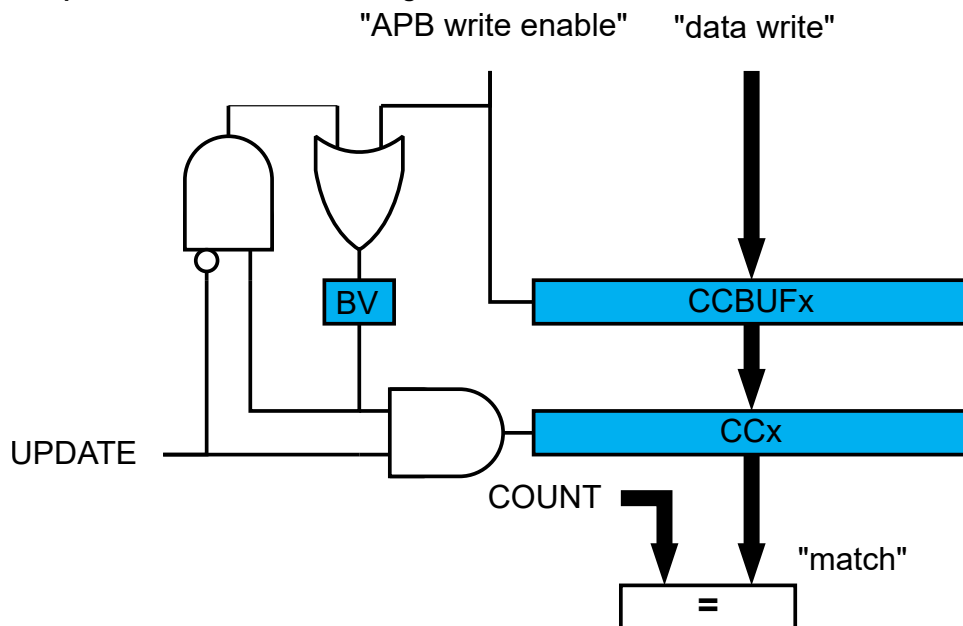 "APB write enable" "data write"
BV
CCBUFx
UPDATE
CCx
COUNT
"match"
=